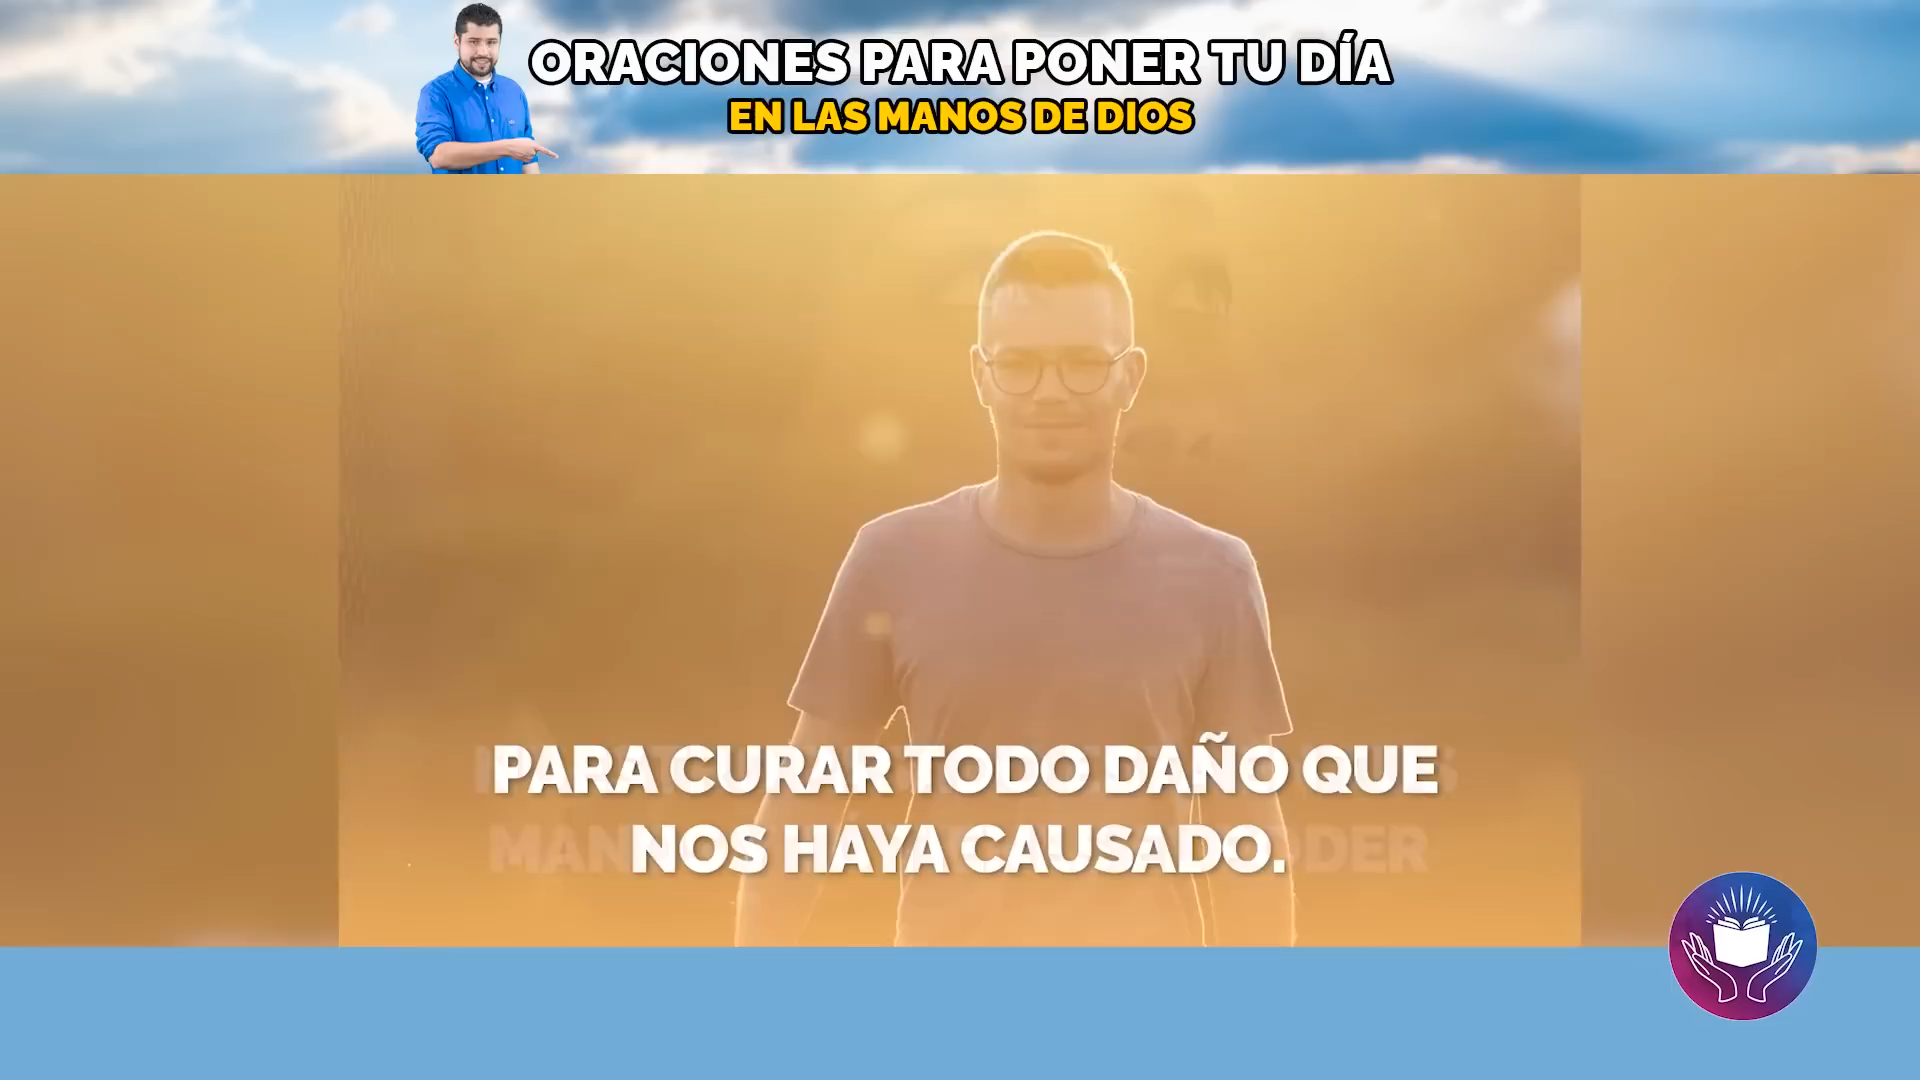 ORACIONES PARA PONER TU DÍA
EN LAS MANOS DE DIOS
PARA CURAR TODO DAÑO QUE
NOS HAYA CAUSADO.